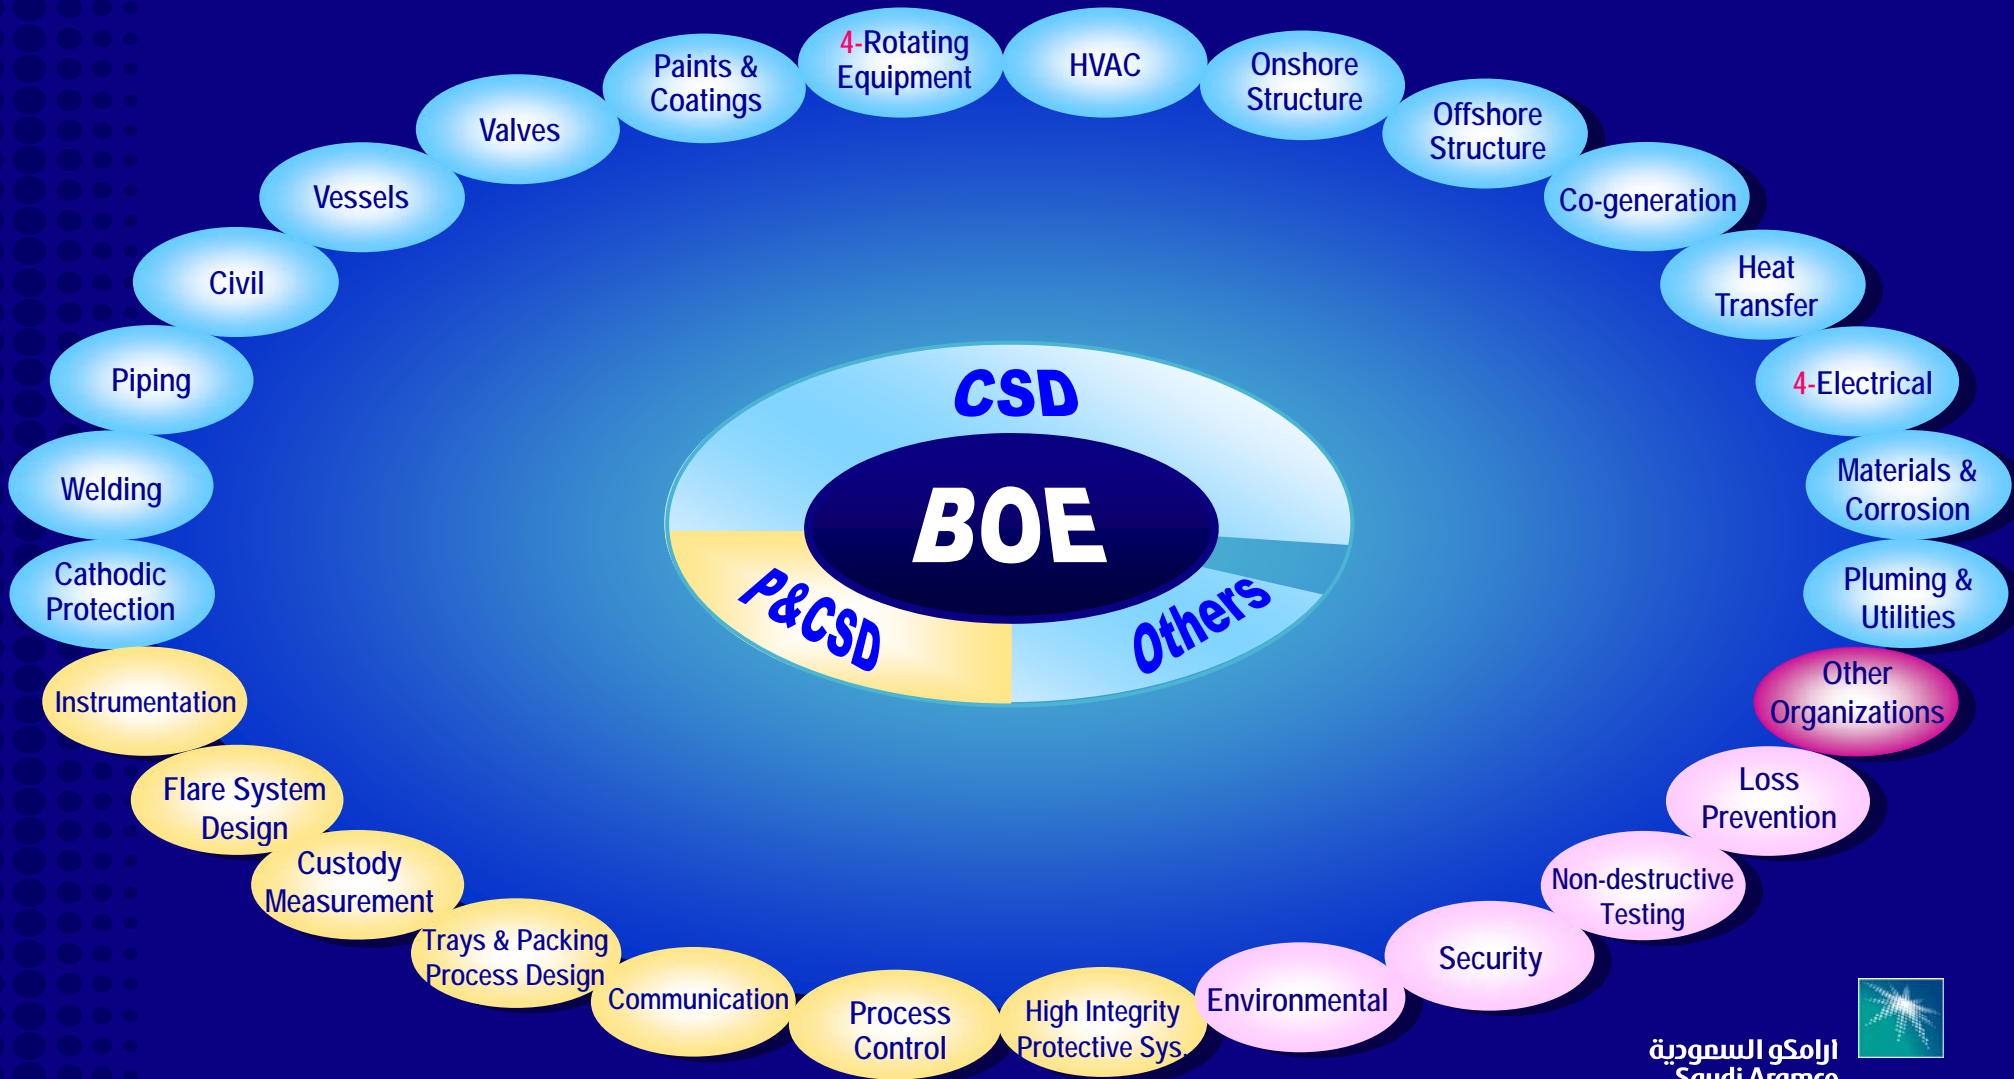 4-Rotating
Equipment
HVAC
Onshore
Structure
Offshore
Structure
Co-generation
Heat
Transfer
4-Electrical
Materials &
Corrosion
Pluming &
Utilities
Other
Organizations
Loss
Prevention
Non-destructive
Testing
Security
Environmental
High Integrity
Protective Sys.
Process
Control
Communication
Trays & Packing
Process Design
Custody
Measurement
Flare System
Design
Instrumentation
Cathodic
Protection
Welding
Piping
Civil
Vessels
Valves
Paints &
Coatings
CSD
BOE
P&CSD
Others
أرامكو السعودية
Saudi Aramco